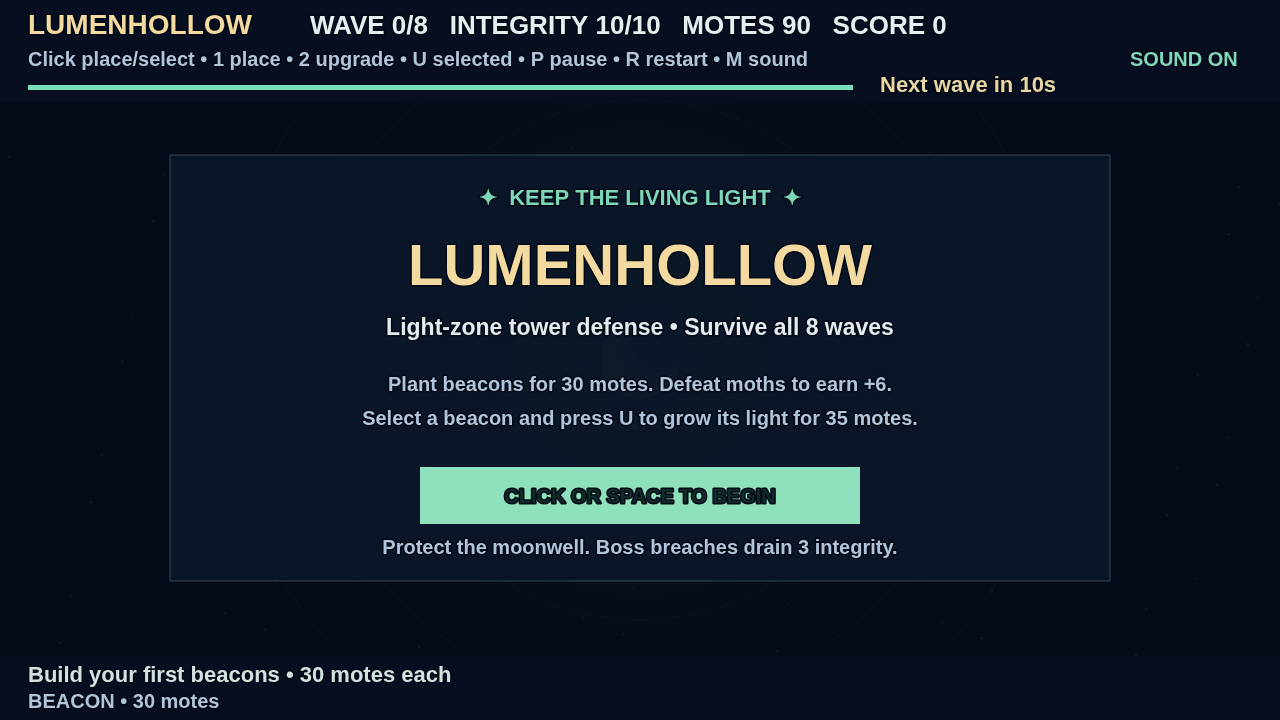 LUMENHOLLOW WAVE 0/8 INTEGRITY 10/10 MOTES 90 SCORE 0
Click place/select • 1 place • 2 upgrade • U selected • P pause • R restart • M sound SOUND ON
Next wave in 10s
✦ KEEP THE LIVING LIGHT ✦
LUMENHOLLOW
Light-zone tower defense • Survive all 8 waves
Plant beacons for 30 motes. Defeat moths to earn +6.
Select a beacon and press U to grow its light for 35 motes.
CLICK OR SPACE TO BEGIN
Protect the moonwell. Boss breaches drain 3 integrity.
Build your first beacons • 30 motes each
BEACON • 30 motes